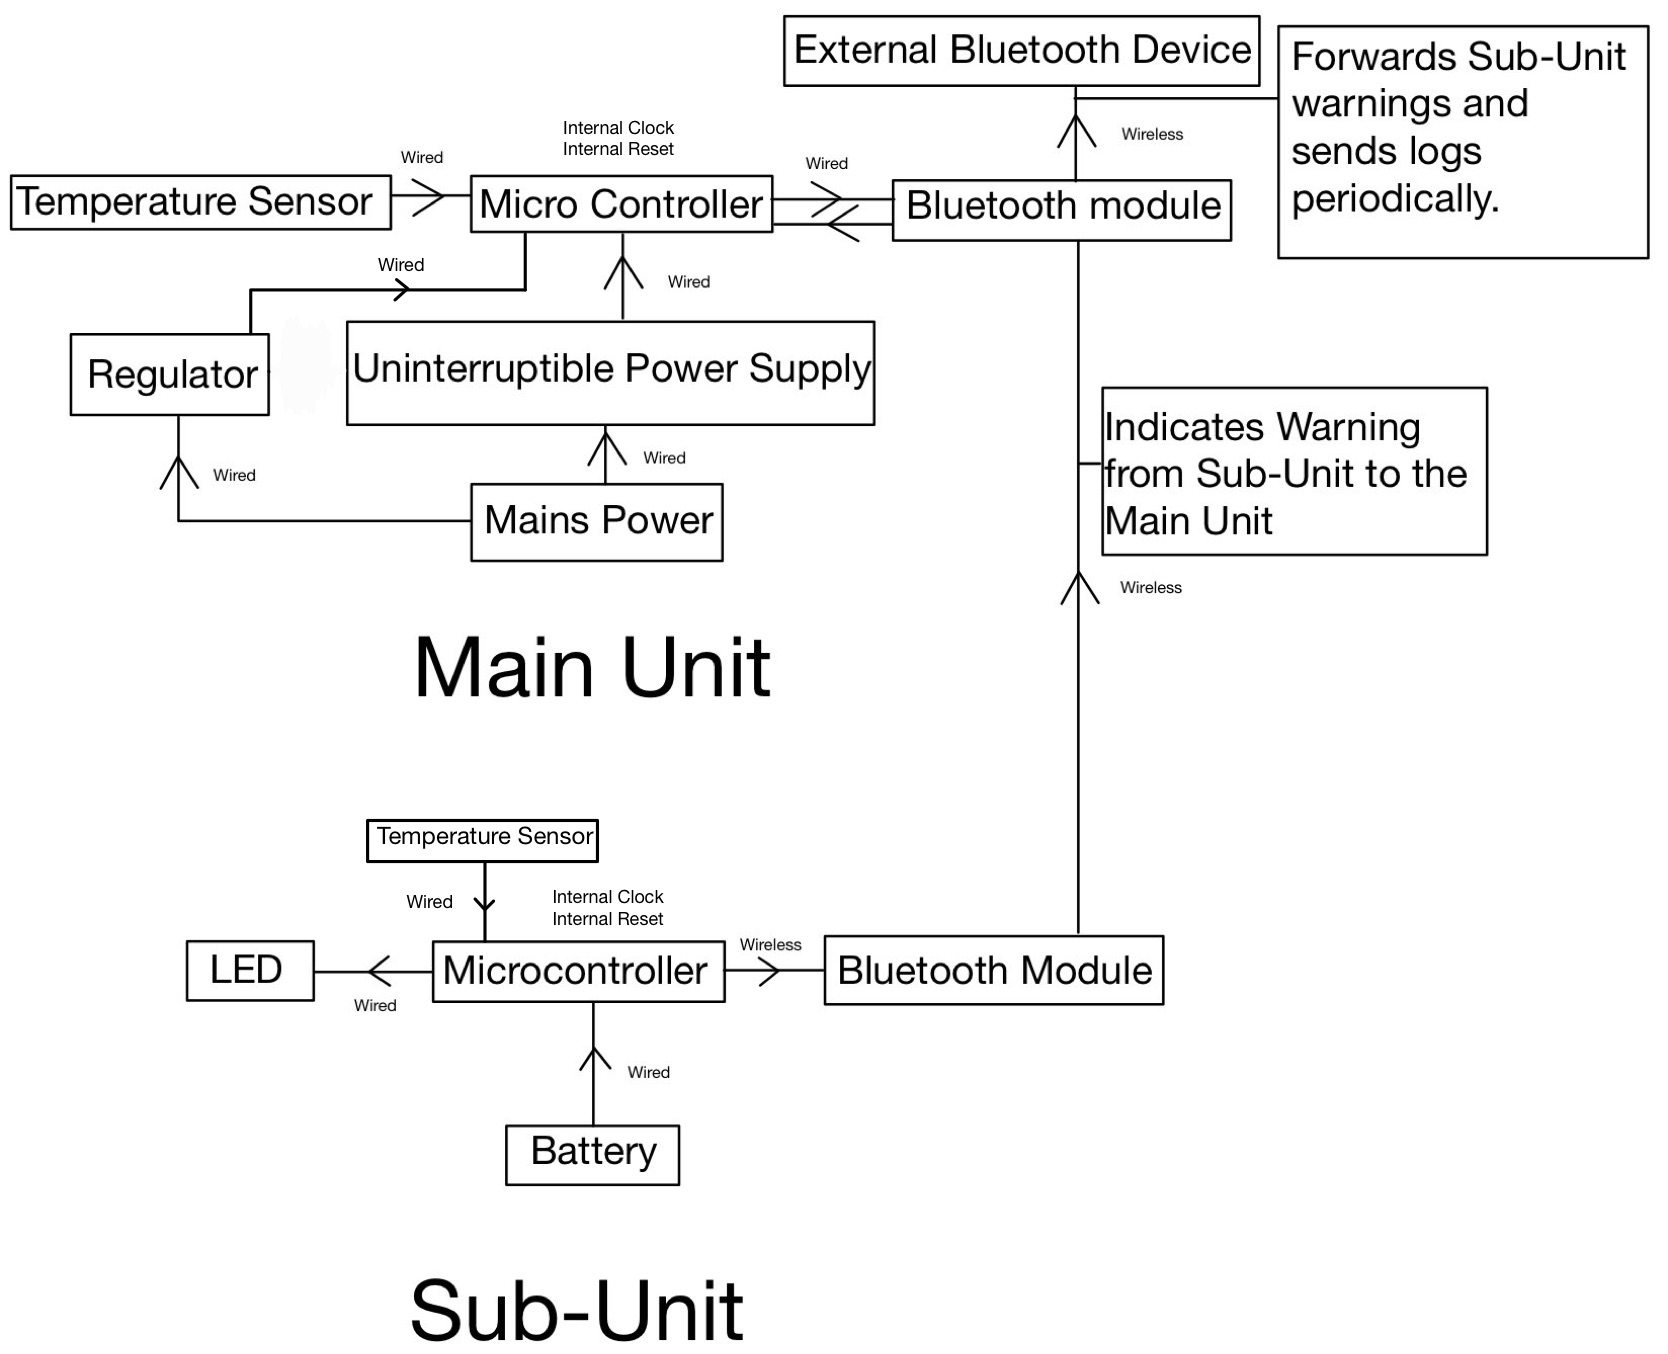 External Bluetooth Device
Forwards Sub-Unit
warnings and
sends logs
periodically.
Wireless
Internal Clock
Internal Reset
Wired
Wired
Temperature Sensor
Micro Controller
Bluetooth module
Wired
Wired
Regulator
Uninterruptible Power Supply
Wired
Wired
Mains Power
Indicates Warning
from Sub-Unit to the
Main Unit
Wireless
Main Unit
Temperature Sensor
Wired
Internal Clock
Internal Reset
LED
Wired
Microcontroller
Wireless
Bluetooth Module
Wired
Battery
Sub-Unit